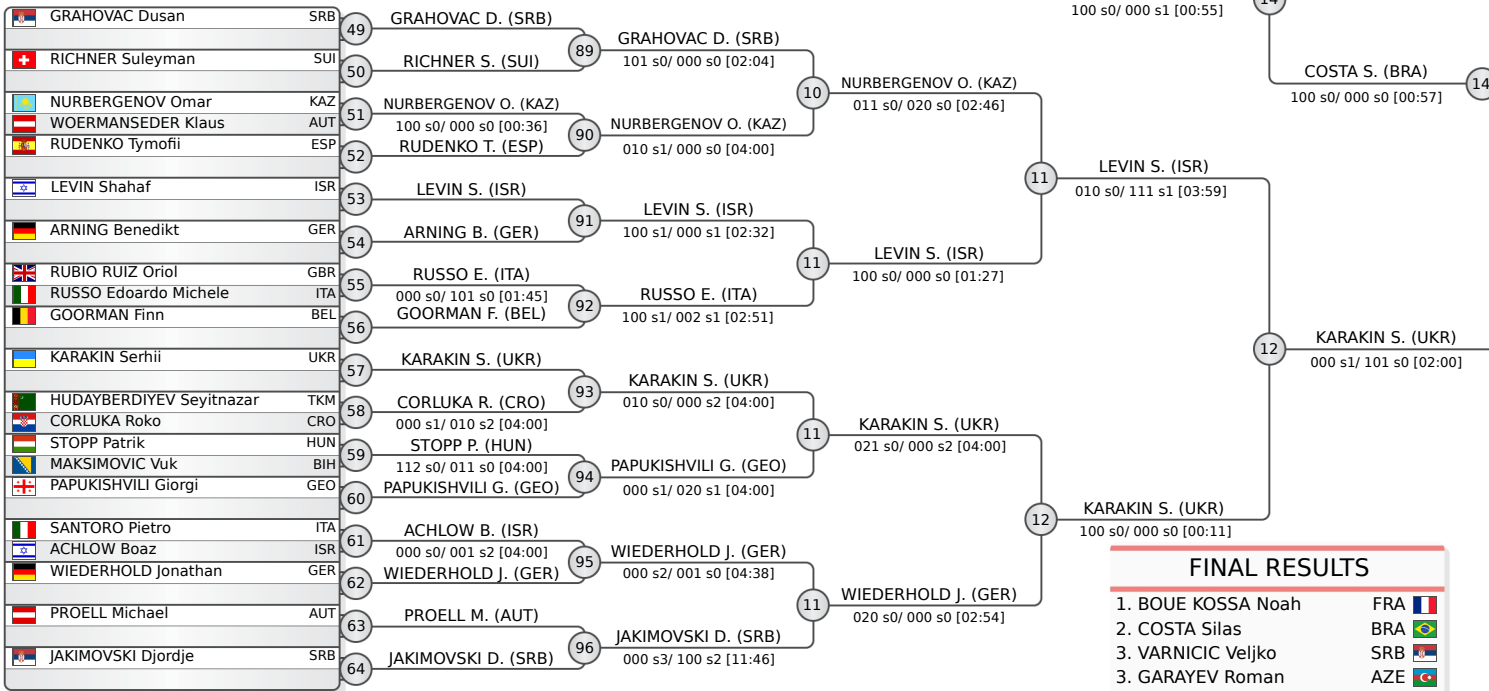 GRAHOVAC Dusan SRB
RICHNER Suleyman SUI
NURBERGENOV Omar KAZ
WOERMANSEDER Klaus AUT
RUDENKO Tymofii ESP
LEVIN Shahaf ISR
ARNING Benedikt GER
RUBIO RUIZ Oriol GBR
RUSSO Edoardo Michele ITA
GOORMAN Finn BEL
KARAKIN Serhii UKR
HUDAYBERDIYEV Seyitnazar TKM
CORLUKA Roko CRO
STOPP Patrik HUN
MAKSIMOVIC Vuk BIH
PAPUKISHVILI Giorgi GEO
SANTORO Pietro ITA
ACHLOW Boaz ISR
WIEDERHOLD Jonathan GER
PROELL Michael AUT
JAKIMOVSKI Djordje SRB
49
50
51
52
53
54
55
56
57
58
59
60
61
62
63
64
GRAHOVAC D. (SRB)
RICHNER S. (SUI)
NURBERGENOV O. (KAZ)
100 s0/ 000 s0 [00:36]
RUDENKO T. (ESP)
LEVIN S. (ISR)
ARNING B. (GER)
RUSSO E. (ITA)
000 s0/ 101 s0 [01:45]
GOORMAN F. (BEL)
KARAKIN S. (UKR)
CORLUKA R. (CRO)
000 s1/ 010 s2 [04:00]
STOPP P. (HUN)
112 s0/ 011 s0 [04:00]
PAPUKISHVILI G. (GEO)
ACHLOW B. (ISR)
000 s0/ 001 s2 [04:00]
WIEDERHOLD J. (GER)
PROELL M. (AUT)
JAKIMOVSKI D. (SRB)
89
90
91
92
93
94
95
96
GRAHOVAC D. (SRB)
101 s0/ 000 s0 [02:04]
NURBERGENOV O. (KAZ)
010 s1/ 000 s0 [04:00]
LEVIN S. (ISR)
100 s1/ 000 s1 [02:32]
RUSSO E. (ITA)
100 s1/ 002 s1 [02:51]
KARAKIN S. (UKR)
010 s0/ 000 s2 [04:00]
PAPUKISHVILI G. (GEO)
000 s1/ 020 s1 [04:00]
WIEDERHOLD J. (GER)
000 s2/ 001 s0 [04:38]
JAKIMOVSKI D. (SRB)
000 s3/ 100 s2 [11:46]
10
11
11
11
NURBERGENOV O. (KAZ)
011 s0/ 020 s0 [02:46]
LEVIN S. (ISR)
100 s0/ 000 s0 [01:27]
KARAKIN S. (UKR)
021 s0/ 000 s2 [04:00]
WIEDERHOLD J. (GER)
020 s0/ 000 s0 [02:54]
11
12
LEVIN S. (ISR)
010 s0/ 111 s1 [03:59]
KARAKIN S. (UKR)
100 s0/ 000 s0 [00:11]
12
KARAKIN S. (UKR)
000 s1/ 101 s0 [02:00]
100 s0/ 000 s1 [00:55]
14
COSTA S. (BRA)
100 s0/ 000 s0 [00:57]
14
FINAL RESULTS
1. BOUE KOSSA Noah FRA
2. COSTA Silas BRA
3. VARNICIC Veljko SRB
3. GARAYEV Roman AZE